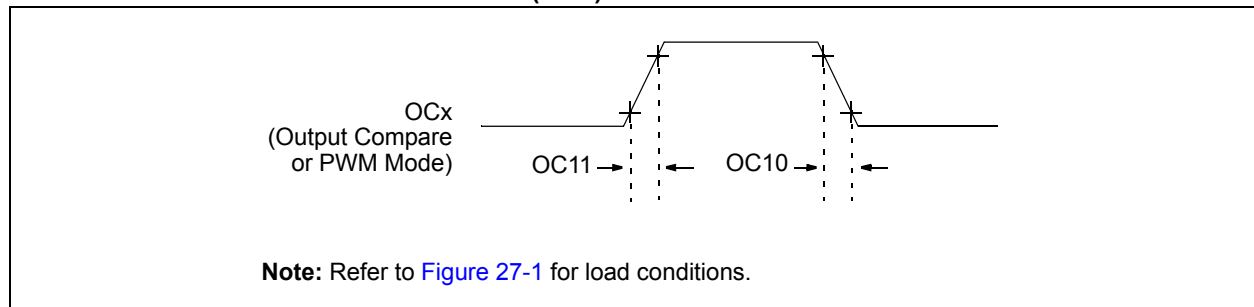 OCx
(Output Compare
or PWM Mode)
OC11
OC10
Note: Refer to Figure 27-1 for load conditions.